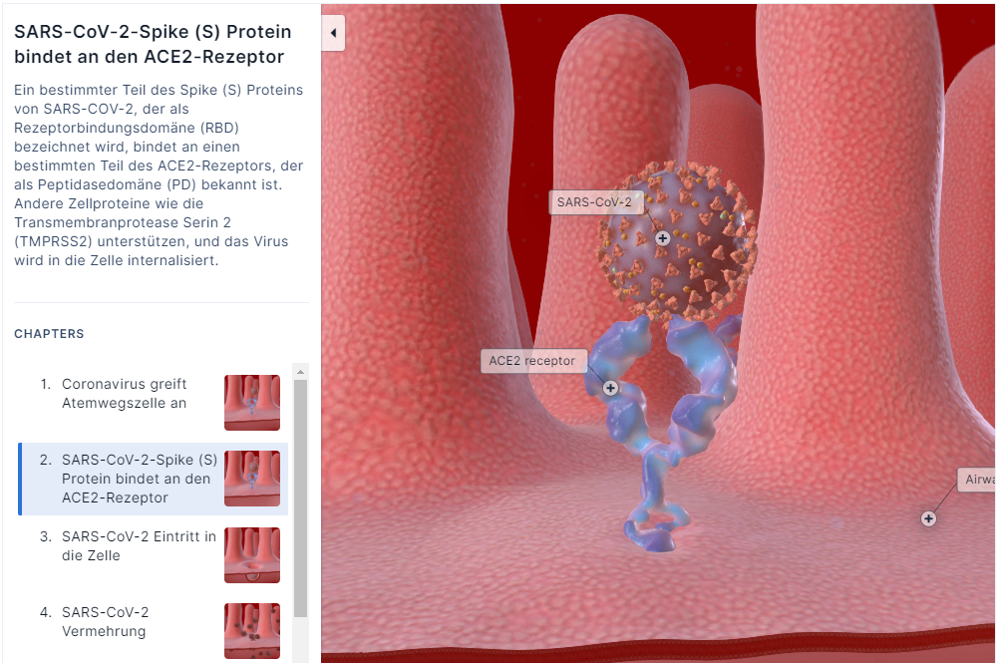 SARS-CoV-2-Spike (S) Protein
bindet an den ACE2-Rezeptor
Ein bestimmter Teil des Spike (S) Proteins
von SARS-COV-2, der als
Rezeptorbindungsdomäne (RBD)
bezeichnet wird, bindet an einen
bestimmten Teil des ACE2-Rezeptors, der
als Peptidasedomäne (PD) bekannt ist.
Andere Zellproteine wie die
Transmembranprotease Serin 2
(TMPRSS2) unterstützen, und das Virus
wird in die Zelle internalisiert.
CHAPTERS
1. Coronavirus greift
Atemwegszelle an
2. SARS-CoV-2-Spike (S)
Protein bindet an den
ACE2-Rezeptor
3. SARS-CoV-2 Eintritt in
die Zelle
4. SARS-CoV-2
Vermehrung
SARS-CoV-2
ACE2 receptor